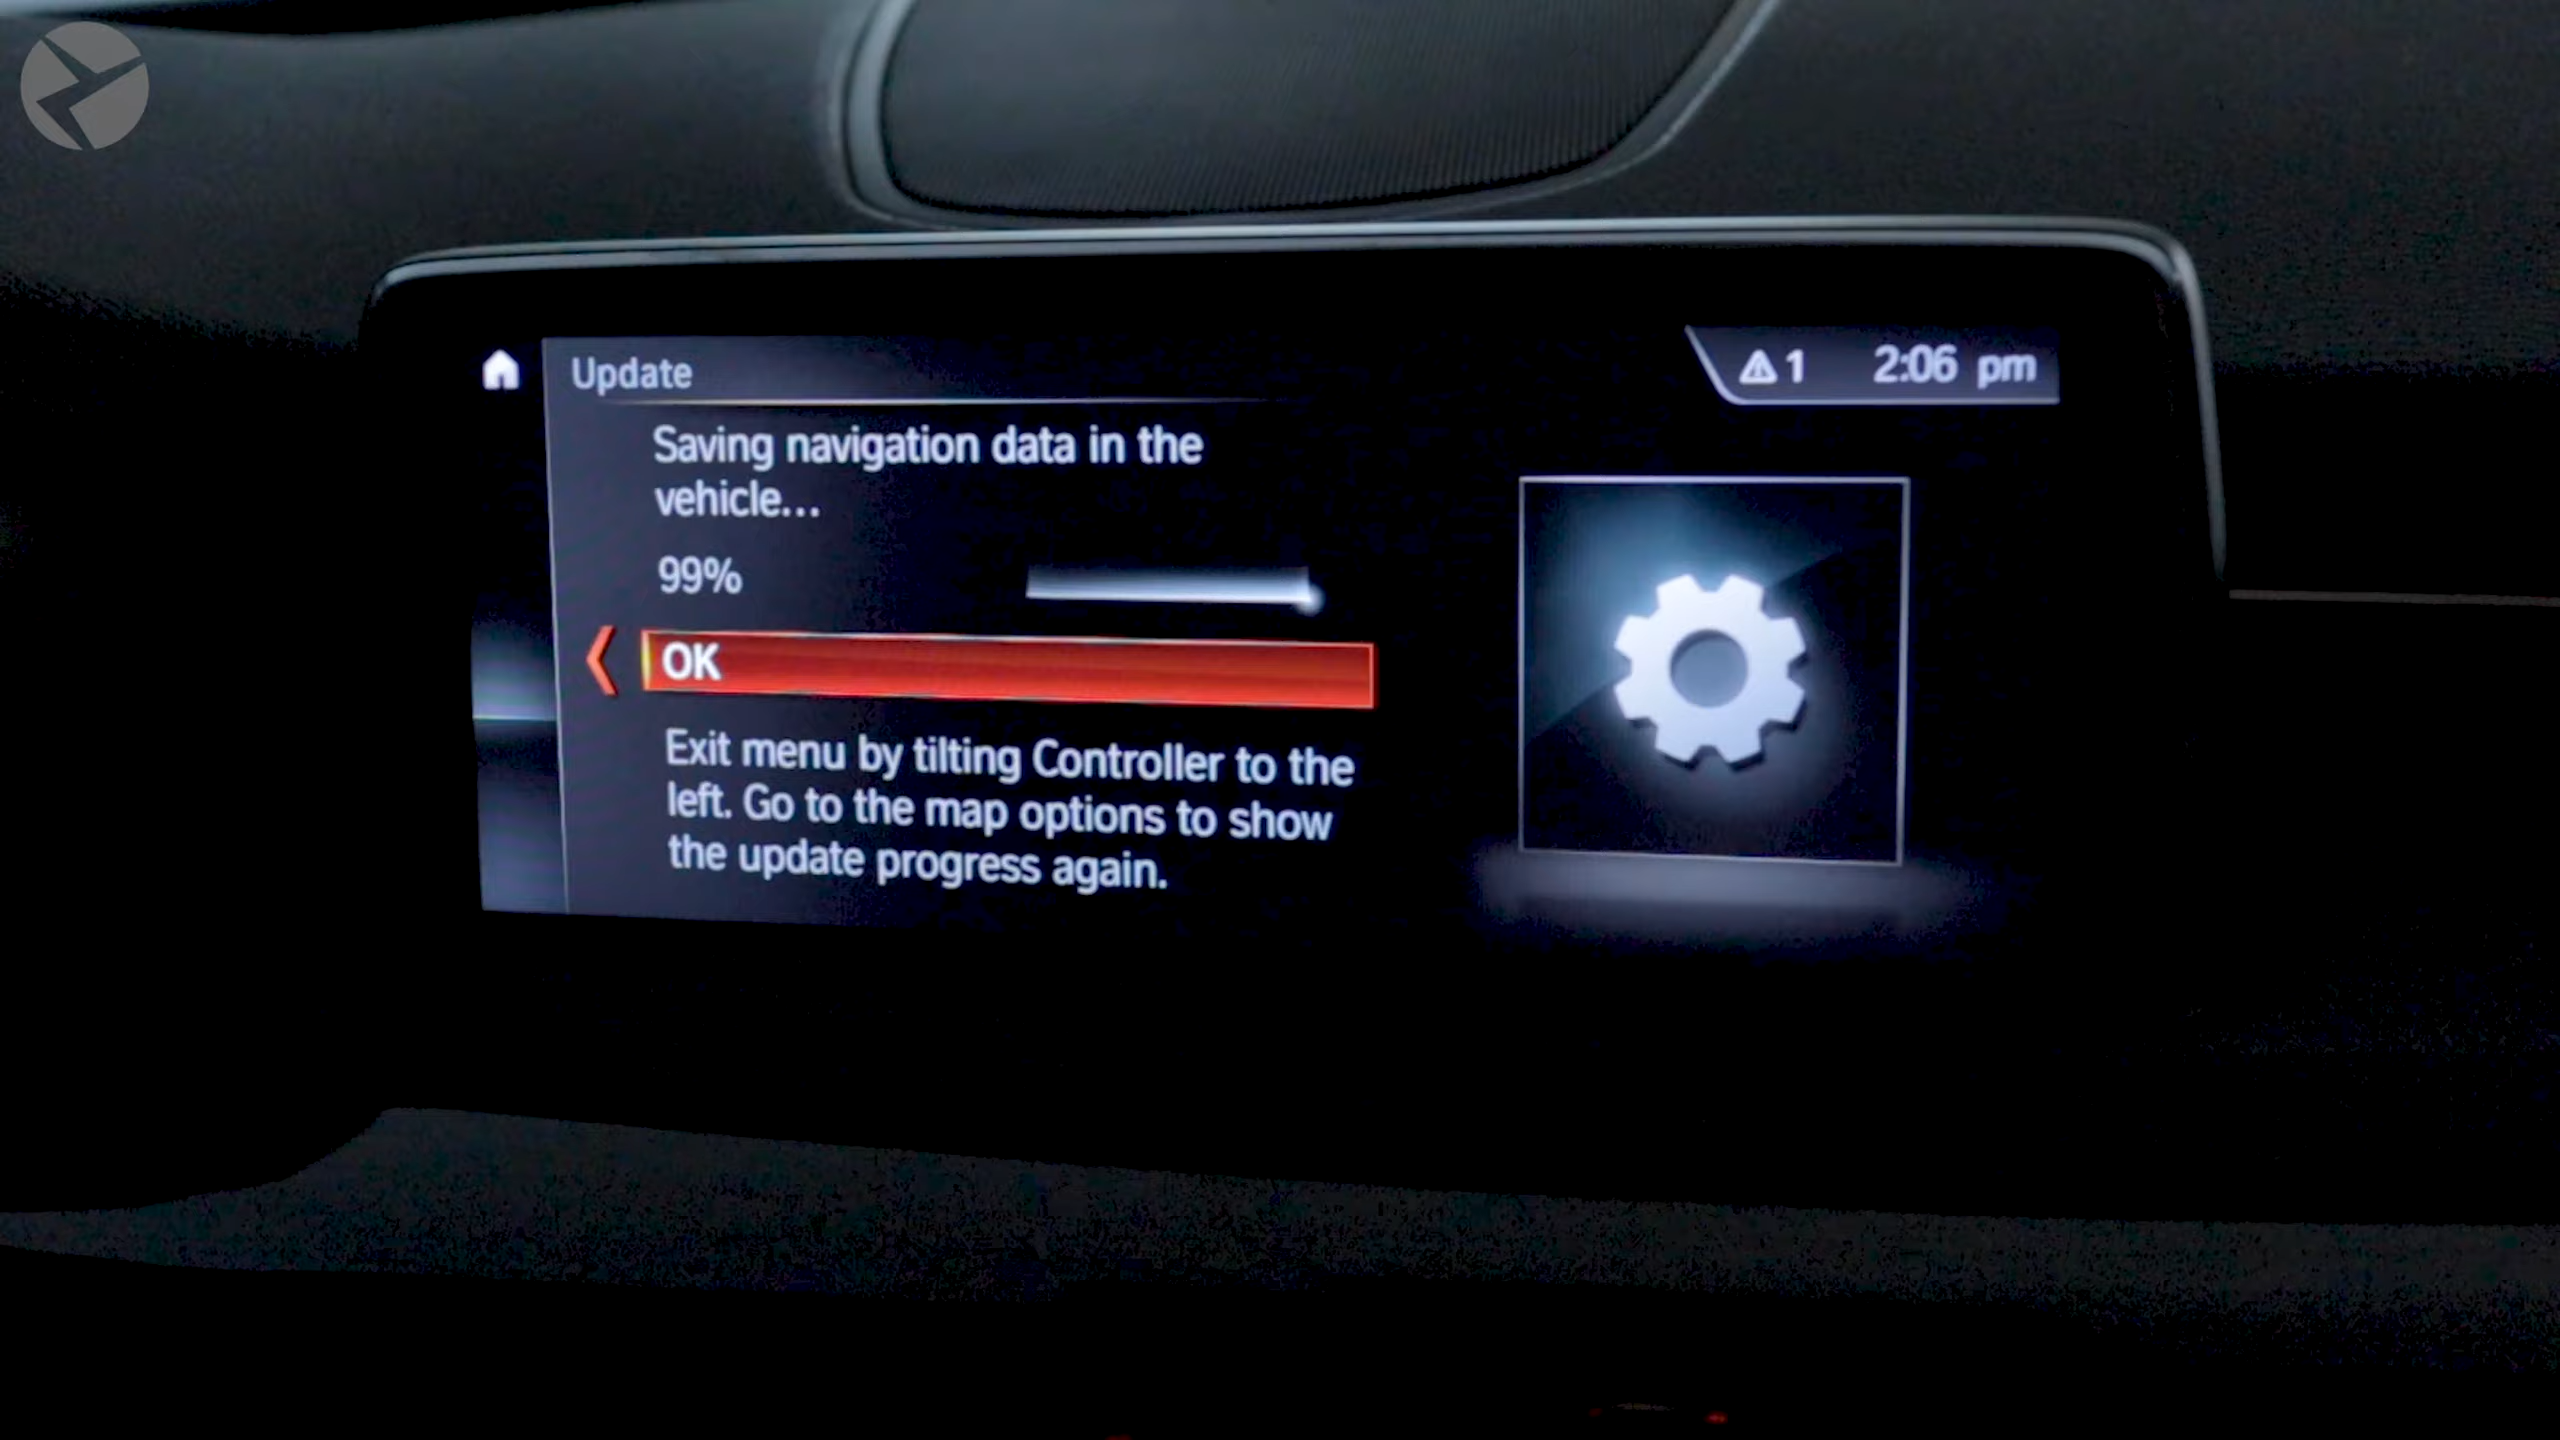 Update
1 2:06 pm
Saving navigation data in the
vehicle...
99%
OK
Exit menu by tilting Controller to the
left. Go to the map options to show
the update progress again.